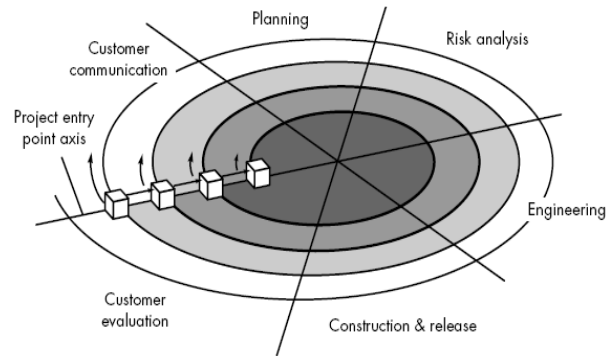 Planning
Risk analysis
Customer
communication
Project entry
point axis
Engineering
Customer
evaluation
Construction & release